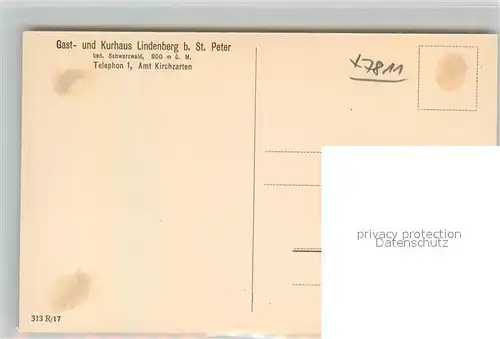 Gast- und Kurhaus Lindenberg b. St. Peter
bad. Schwarzwald, 800 m ü. M.
Telephon 1, Amt Kirchzarten
x7811
privacy protection
Datenschutz
313 R/17